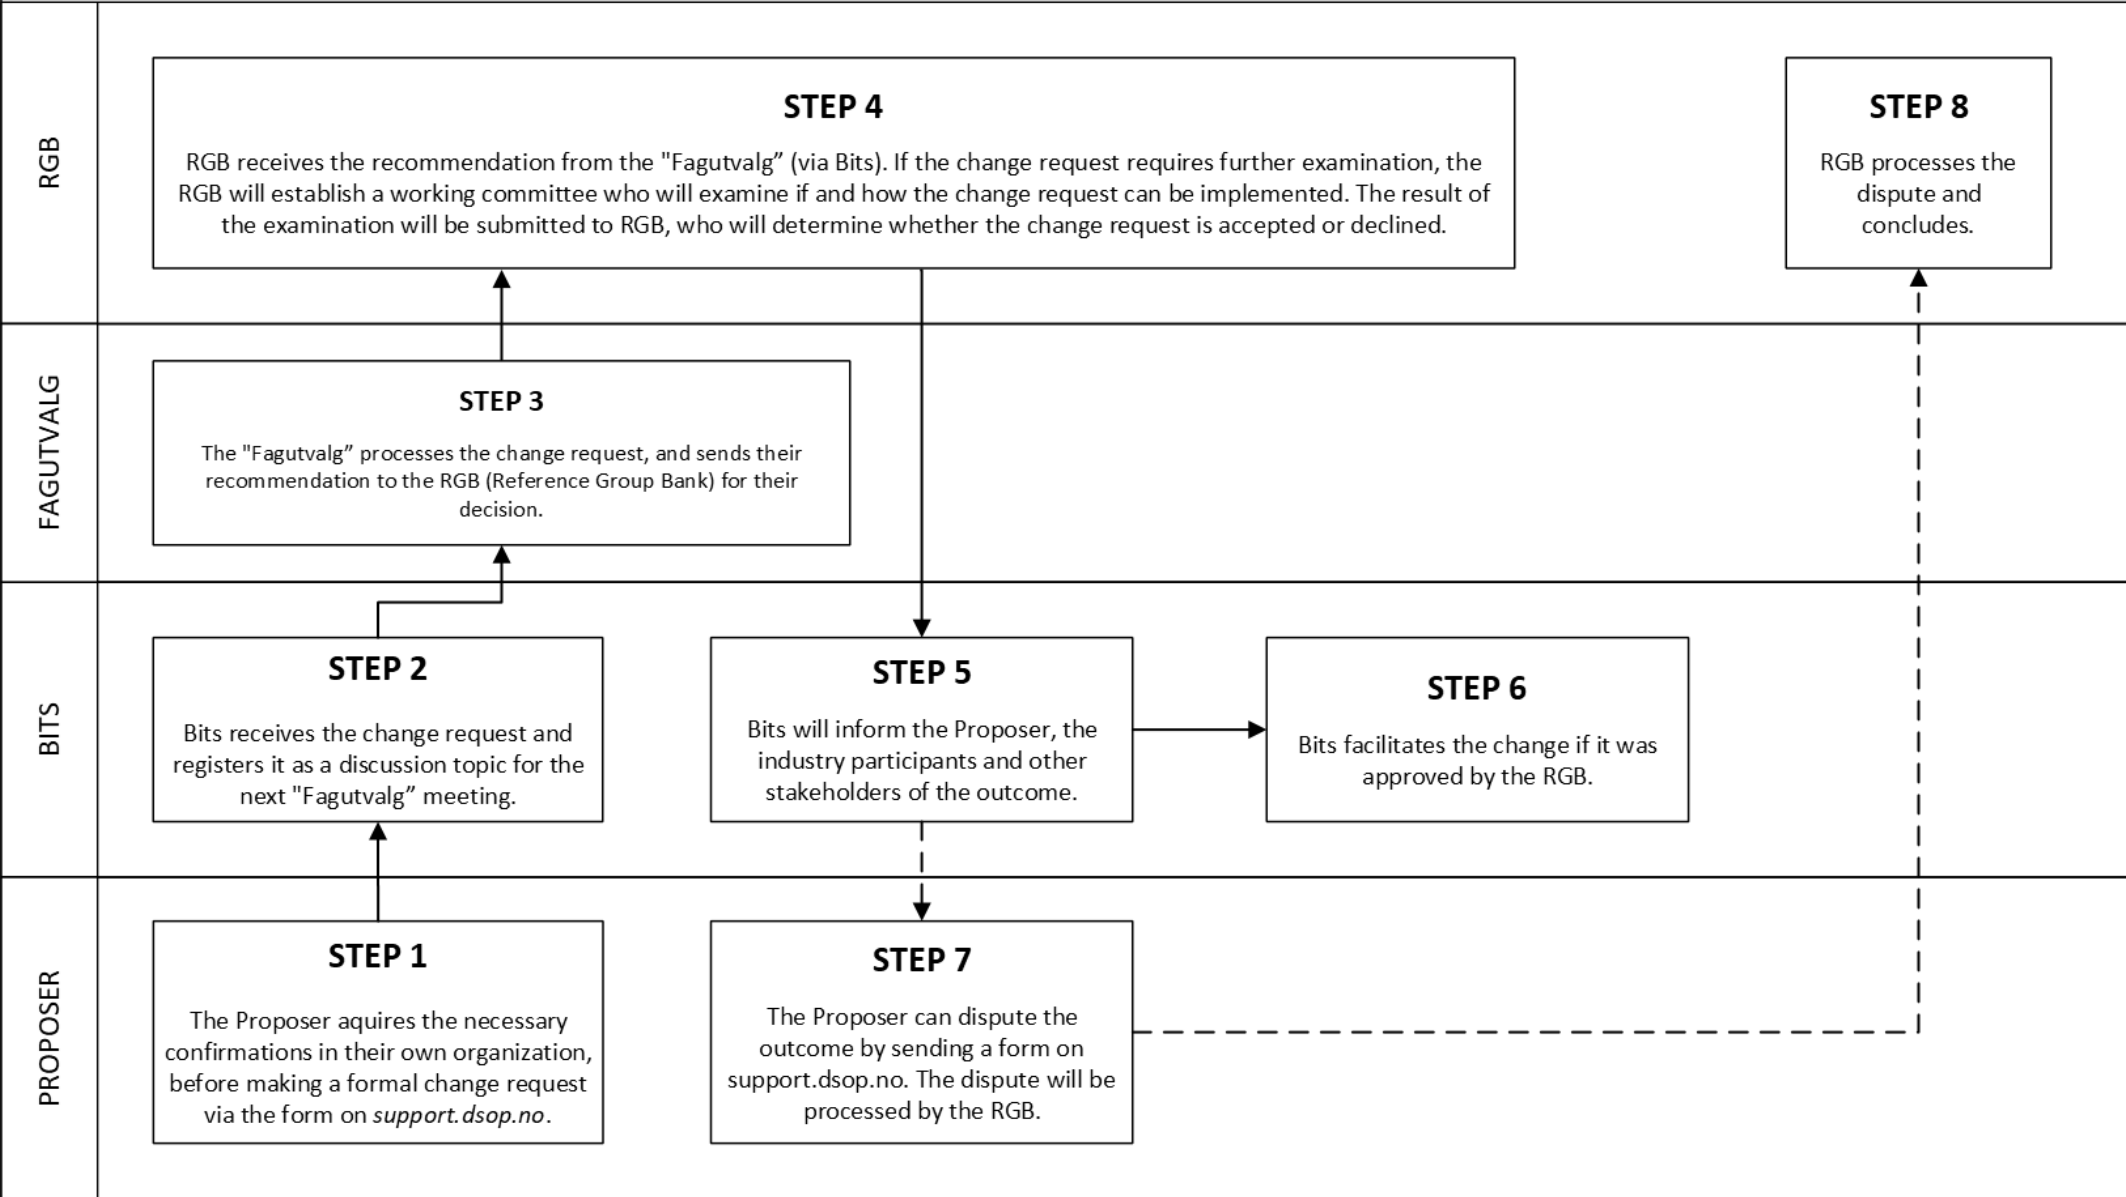 RGB
STEP 4
RGB receives the recommendation from the "Fagutvalg” (via Bits). If the change request requires further examination, the
RGB will establish a working committee who will examine if and how the change request can be implemented. The result of
the examination will be submitted to RGB, who will determine whether the change request is accepted or declined.
STEP 8
RGB processes the
dispute and
concludes.
FAGUTVALG
STEP 3
The "Fagutvalg” processes the change request, and sends their
recommendation to the RGB (Reference Group Bank) for their
decision.
BITS
STEP 2
Bits receives the change request and
registers it as a discussion topic for the
next "Fagutvalg” meeting.
STEP 5
Bits will inform the Proposer, the
industry participants and other
stakeholders of the outcome.
STEP 6
Bits facilitates the change if it was
approved by the RGB.
PROPOSER
STEP 1
The Proposer aquires the necessary
confirmations in their own organization,
before making a formal change request
via the form on support.dsop.no.
STEP 7
The Proposer can dispute the
outcome by sending a form on
support.dsop.no. The dispute will be
processed by the RGB.